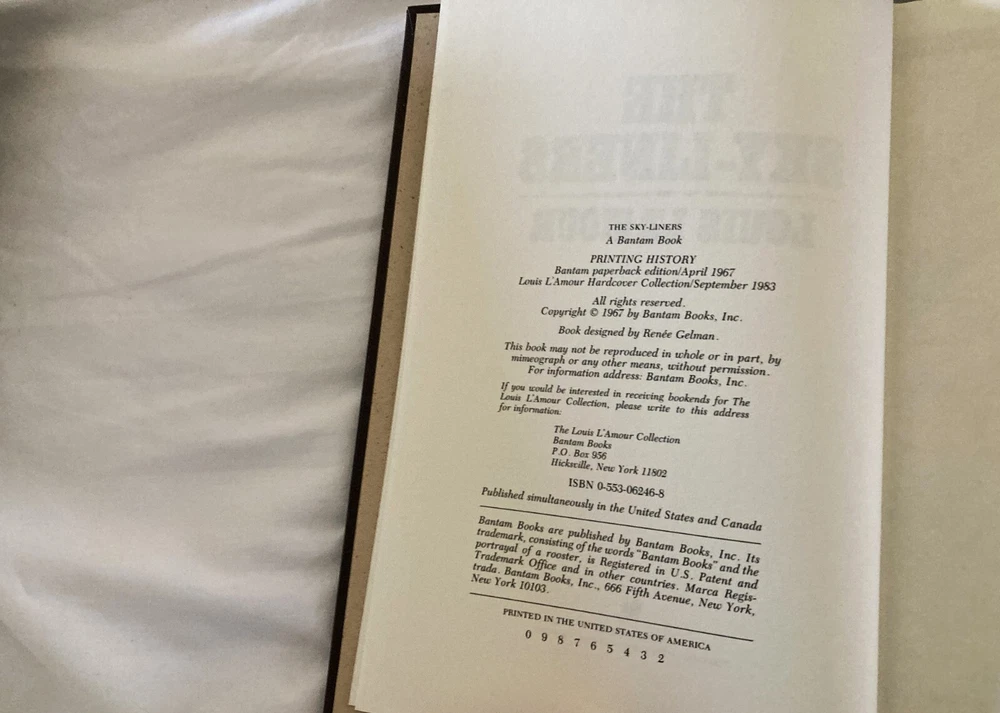 THE SKY-LINERS
A Bantam Book
PRINTING HISTORY
Bantam paperback edition/April 1967
Louis L'Amour Hardcover Collection/September 1983
All rights reserved.
Copyright © 1967 by Bantam Books, Inc.
Book designed by Renée Gelman.
This book may not be reproduced in whole or in part, by
mimeograph or any other means, without permission.
For information address: Bantam Books, Inc.
If you would be interested in receiving bookends for The
Louis L'Amour Collection, please write to this address
for information:
The Louis L'Amour Collection
Bantam Books
P.O. Box 956
Hicksville, New York 11802
ISBN 0-553-06246-8
Published simultaneously in the United States and Canada
Bantam Books are published by Bantam Books, Inc. Its
trademark, consisting of the words "Bantam Books" and the
portrayal of a rooster, is Registered in U.S. Patent and
Trademark Office and in other countries. Marca Regis-
trada. Bantam Books, Inc., 666 Fifth Avenue, New York,
New York 10103.
PRINTED IN THE UNITED STATES OF AMERICA
0 9 8 7 6 5 4 3 2